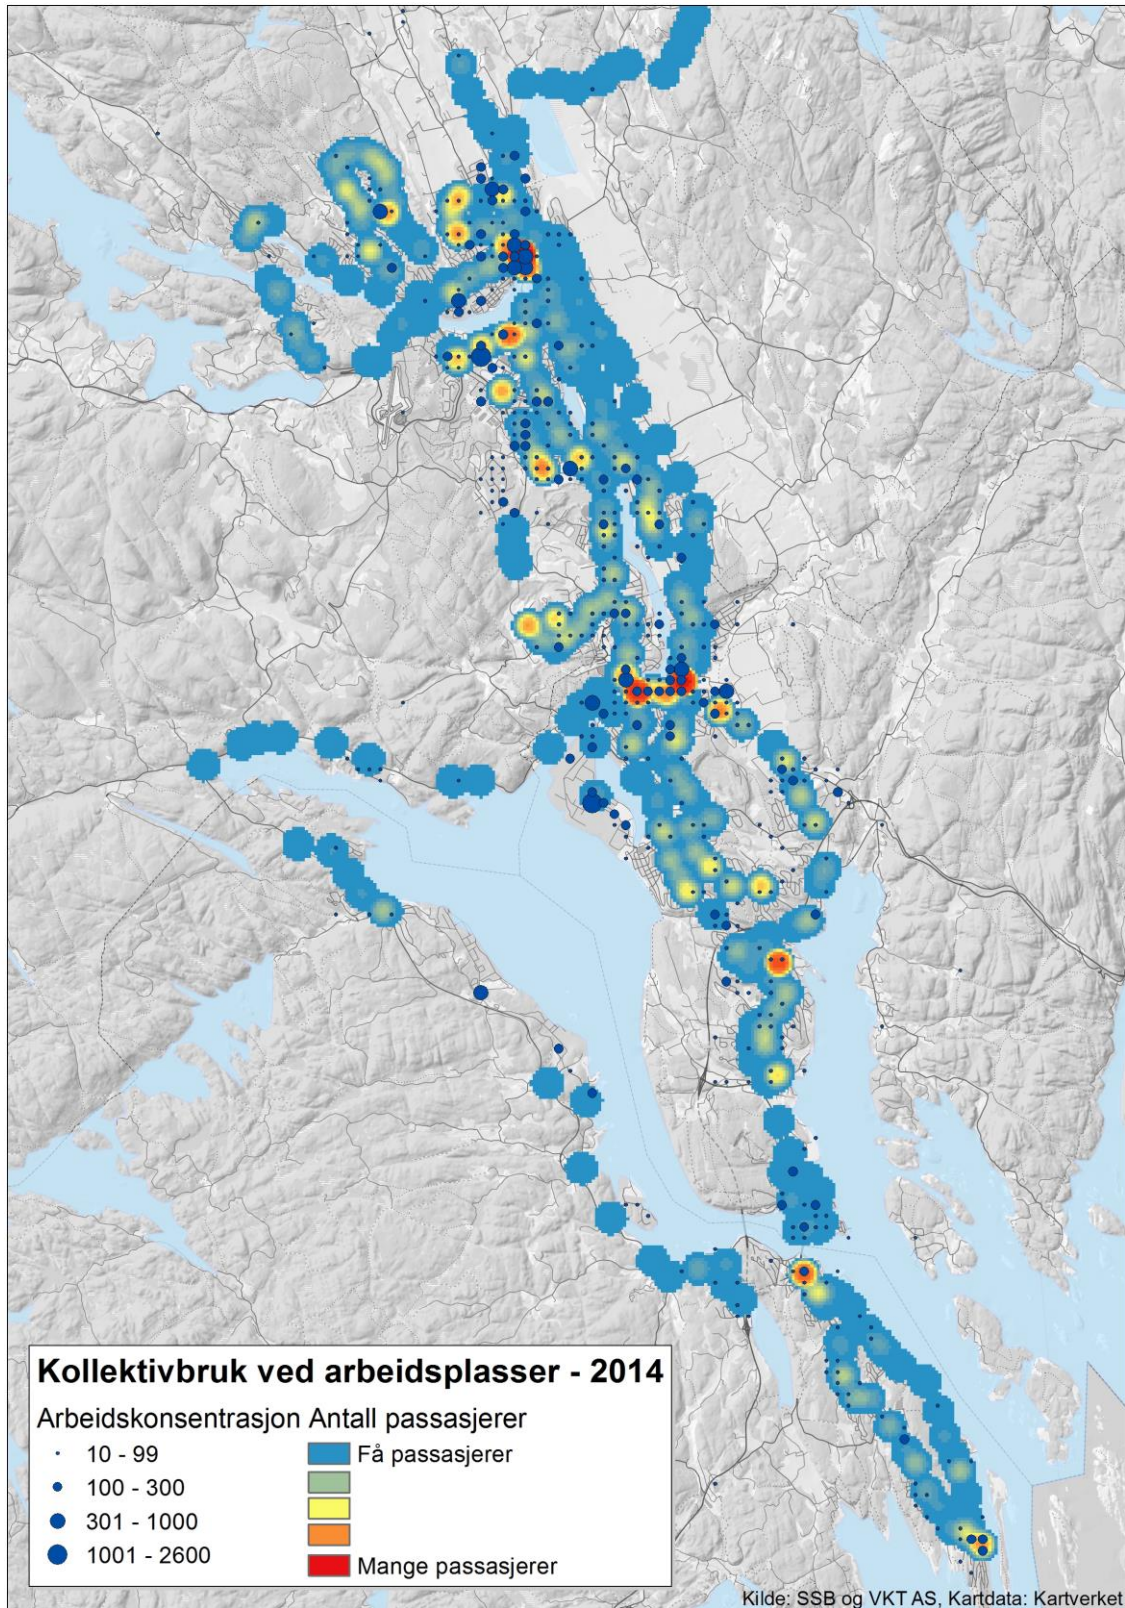 Kollektivbruk ved arbeidsplasser - 2014
Arbeidskonsentrasjon Antall passasjerer
10 - 99 Få passasjerer
100 - 300
301 - 1000
1001 - 2600 Mange passasjerer
Kilde: SSB og VKT AS, Kartdata: Kartverket